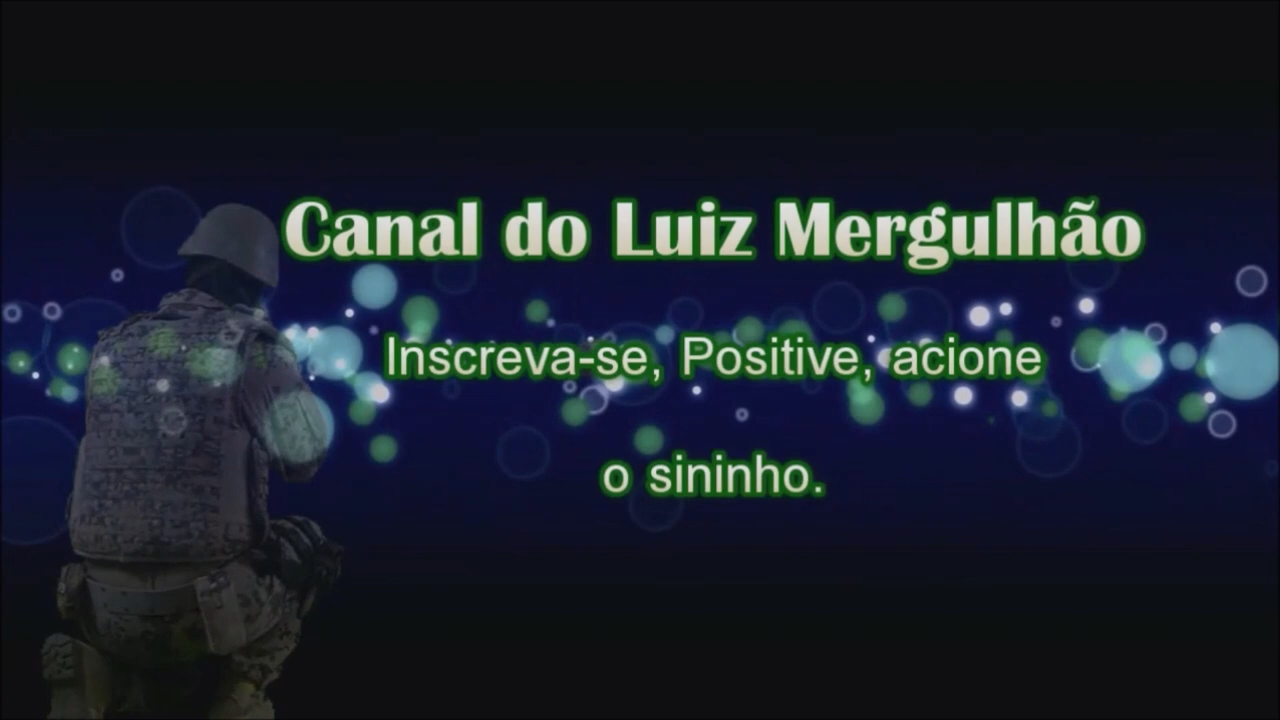 Canal do Luiz Mergulhão
Inscreva-se, Positive, acione
o sininho.